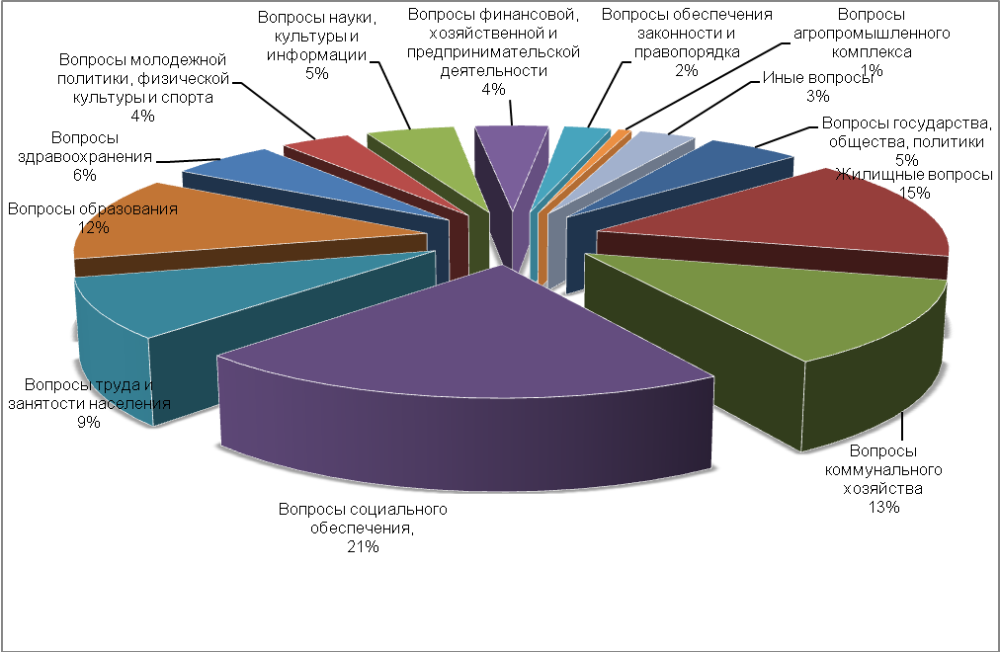 Вопросы науки,
культуры и
информации
5%
Вопросы финансовой,
хозяйственной и
предпринимательской
деятельности
4%
Вопросы обеспечения
законности и
правопорядка
2%
Вопросы
агропромышленного
комплекса
1%
Иные вопросы
3%
Вопросы молодежной
политики, физической
культуры и спорта
4%
Вопросы государства,
общества, политики
5%
Вопросы
здравоохранения
6%
Жилищные вопросы
15%
Вопросы образования
12%
Вопросы труда и
занятости населения
9%
Вопросы
коммунального
хозяйства
13%
Вопросы социального
обеспечения,
21%